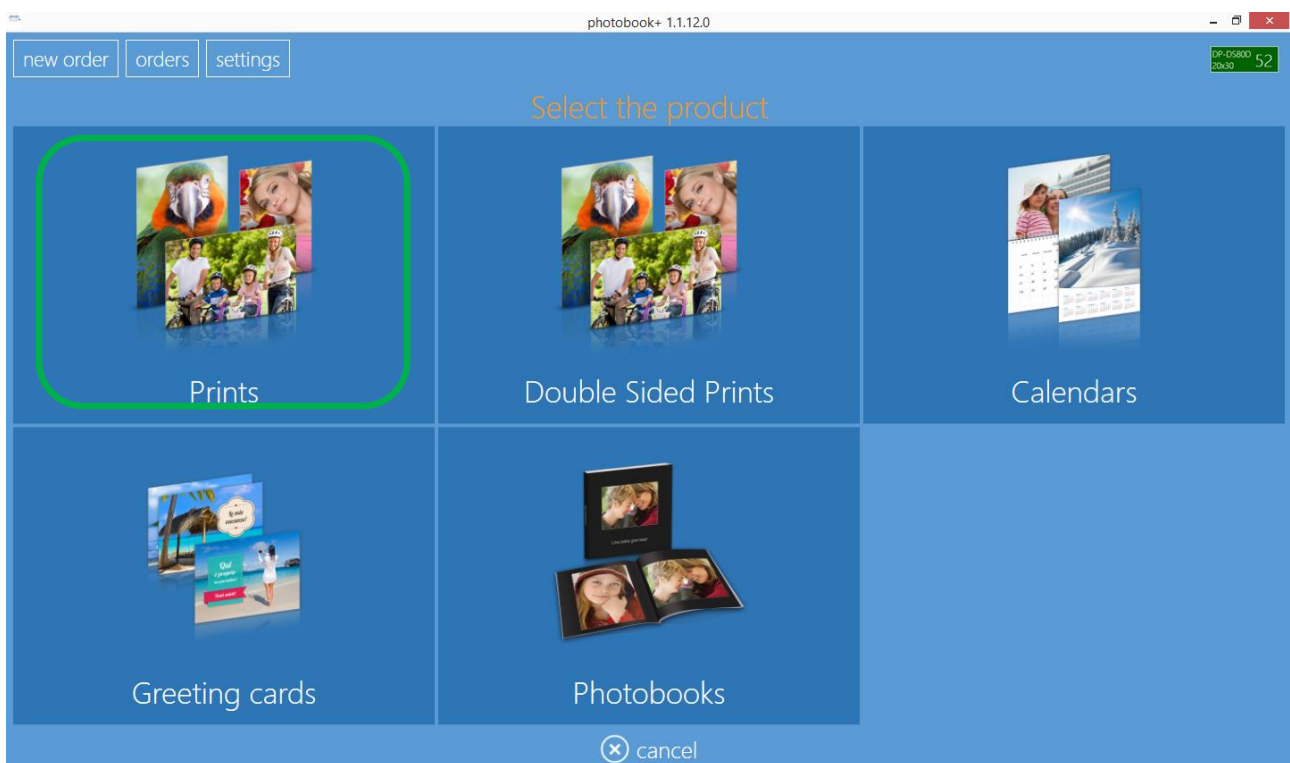 photobook+ 1.1.12.0
new order orders settings
DP-DS80D
20x30
52
Select the product
Prints
Double Sided Prints
Calendars
Greeting cards
Photobooks
cancel